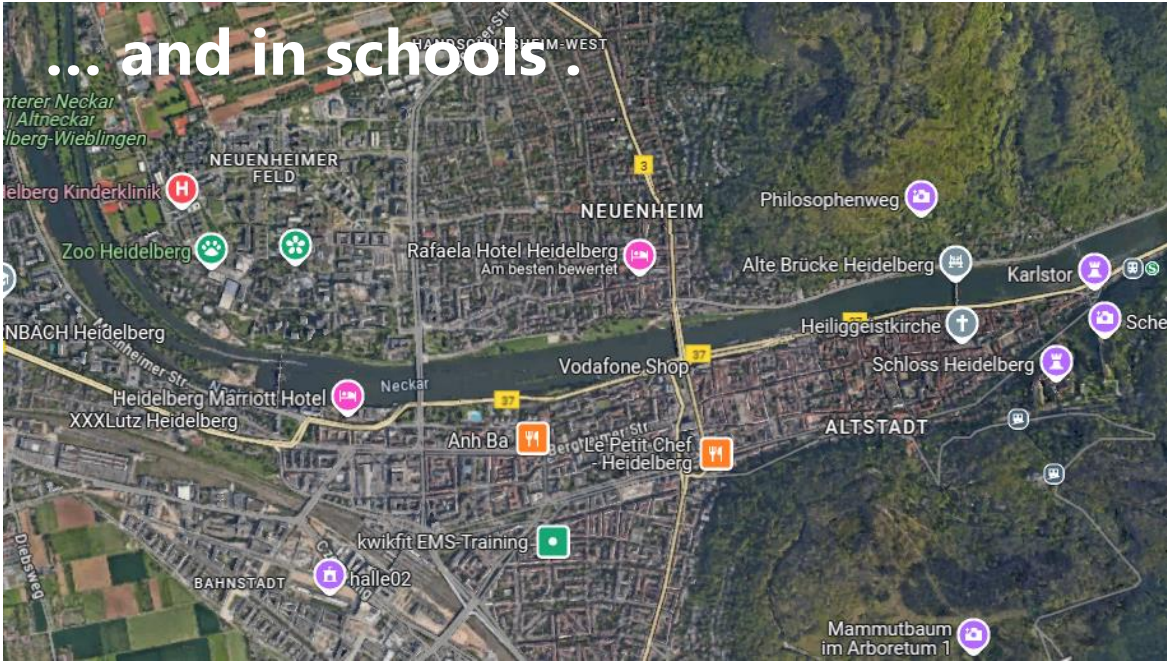 ... and in schools .
HANDSCHUHSHEIM-WEST
nterer Neckar
| Altneckar
elberg-Wieblingen
NEUENHEIMER
FELD
3
elberg Kinderklinik
H
NEUENHEIM
Philosophenweg
Zoo Heidelberg
Rafaela Hotel Heidelberg
Am besten bewertet
Alte Brücke Heidelberg
Karlstor
S
NBACH Heidelberg
Heiliggeistkirche
Sche
37
Vodafone Shop
Schloss Heidelberg
Neckar
Heidelberg Marriott Hotel
37
XXXLutz Heidelberg
ALTSTADT
Anh Ba
Le Petit Chef
- Heidelberg
kwikfit EMS-Training
Diebsweg
BAHNSTADT
halle02
Mammutbaum
im Arboretum 1